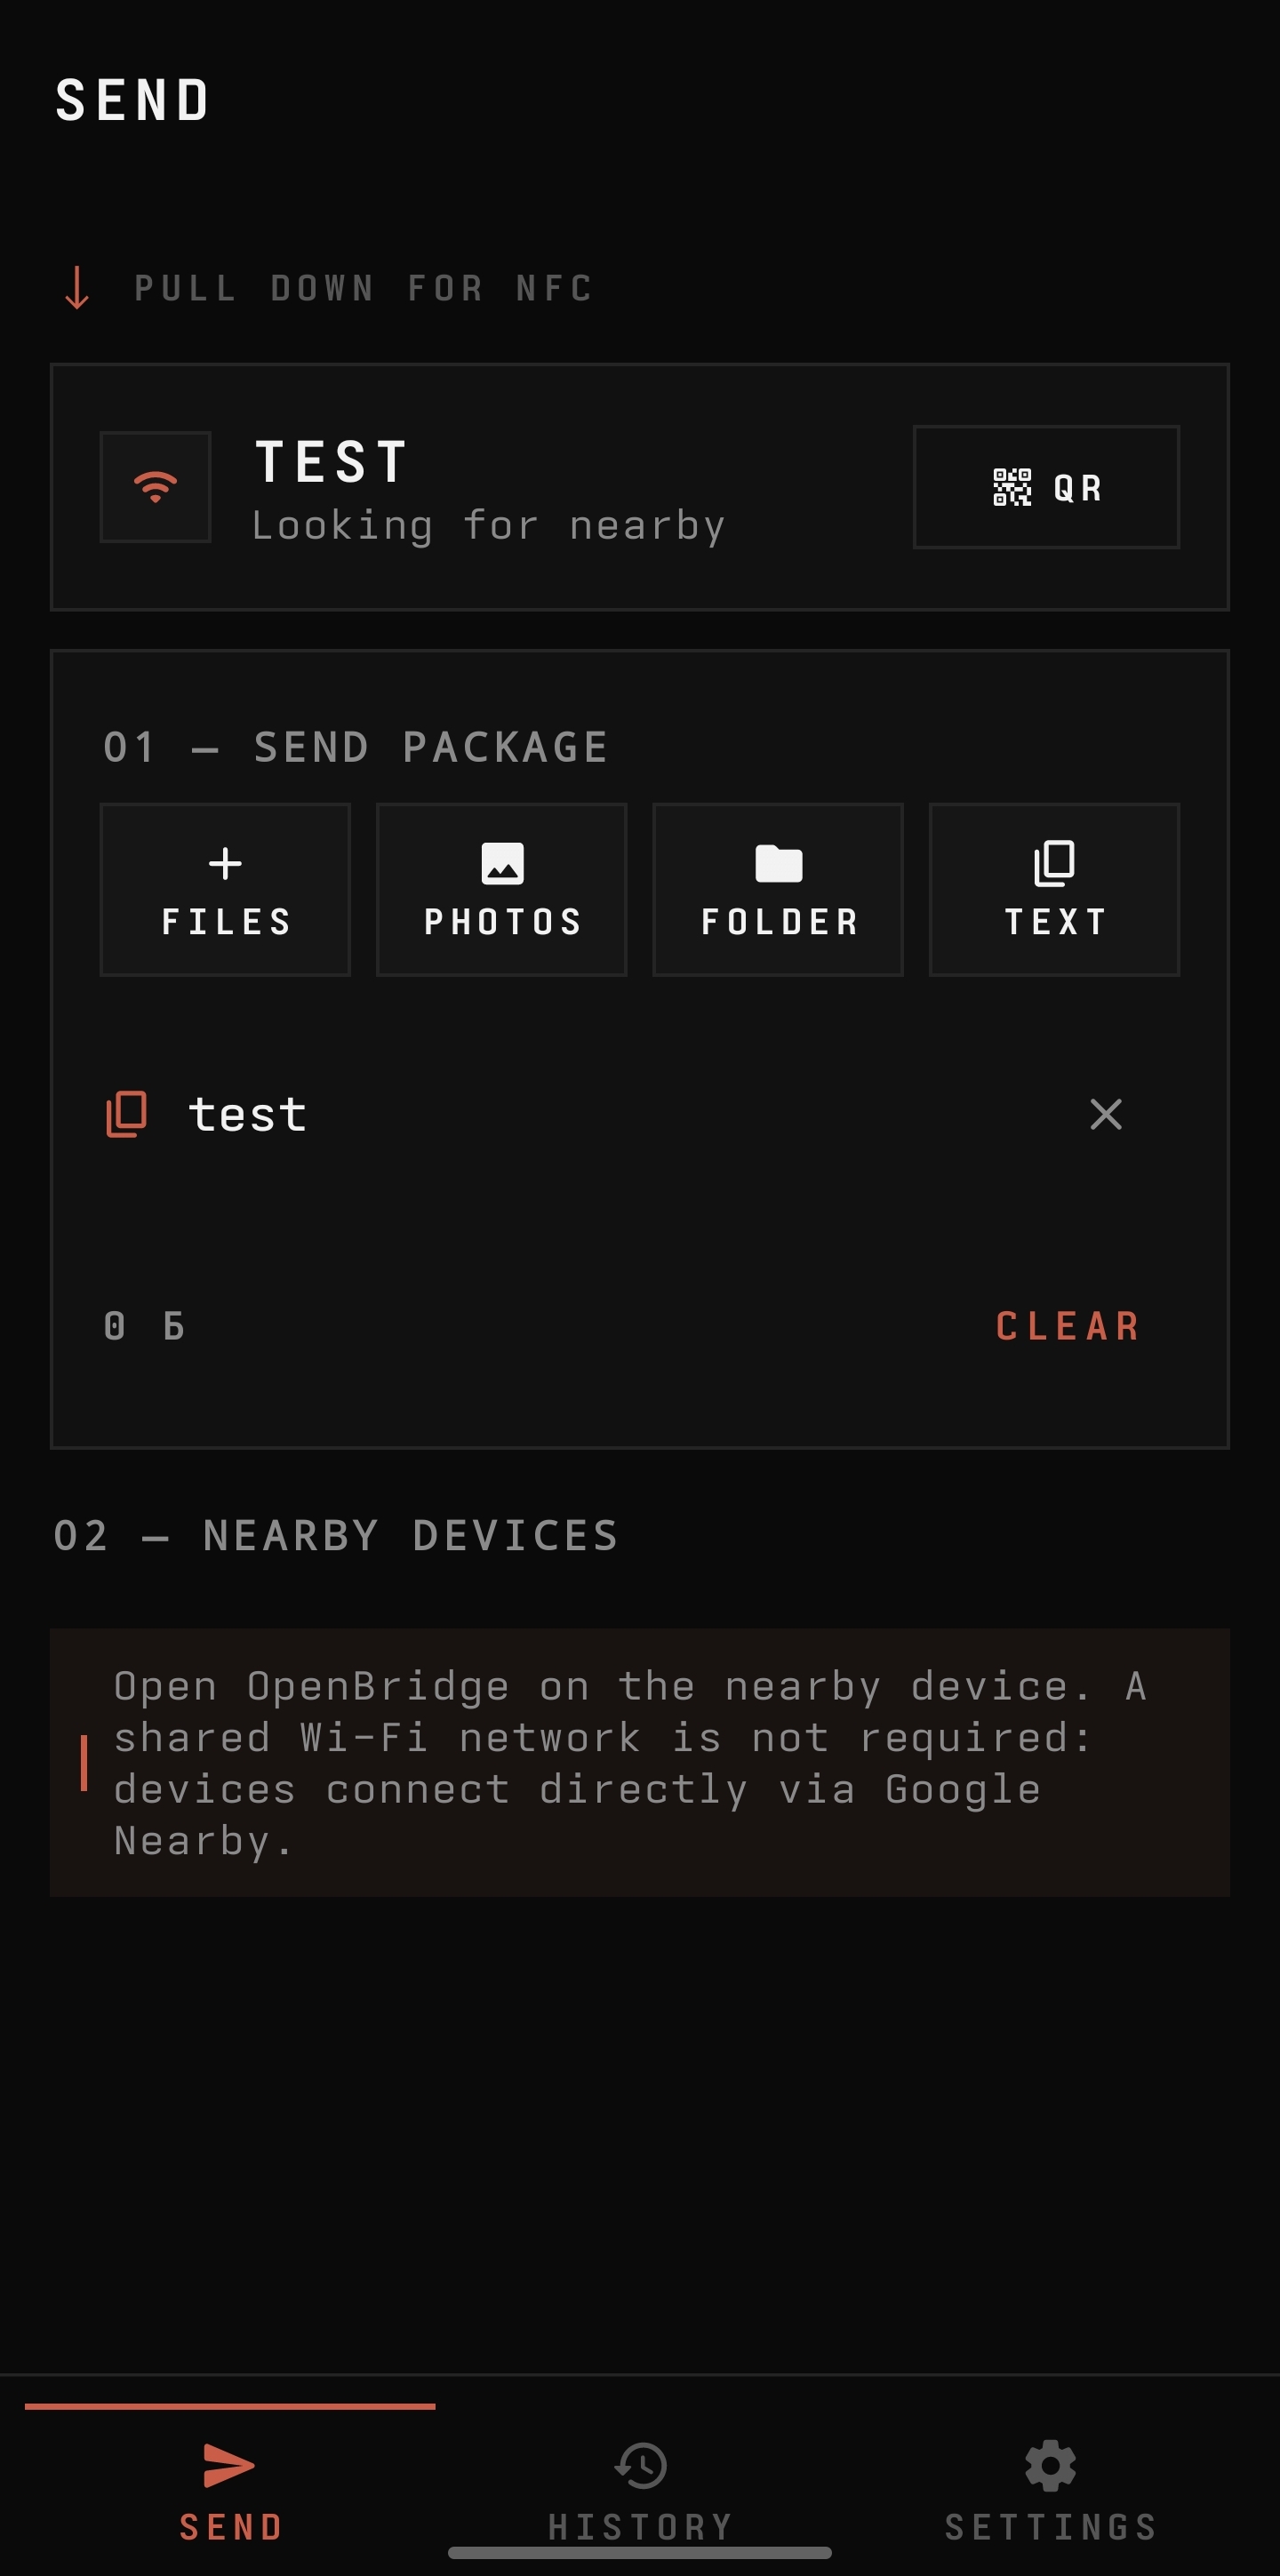 SEND
PULL DOWN FOR NFC
TEST
Looking for nearby
QR
01 — SEND PACKAGE
FILES
PHOTOS
FOLDER
TEXT
test
0 Б
CLEAR
02 — NEARBY DEVICES
Open OpenBridge on the nearby device. A
shared Wi-Fi network is not required:
devices connect directly via Google
Nearby.
SEND
HISTORY
SETTINGS